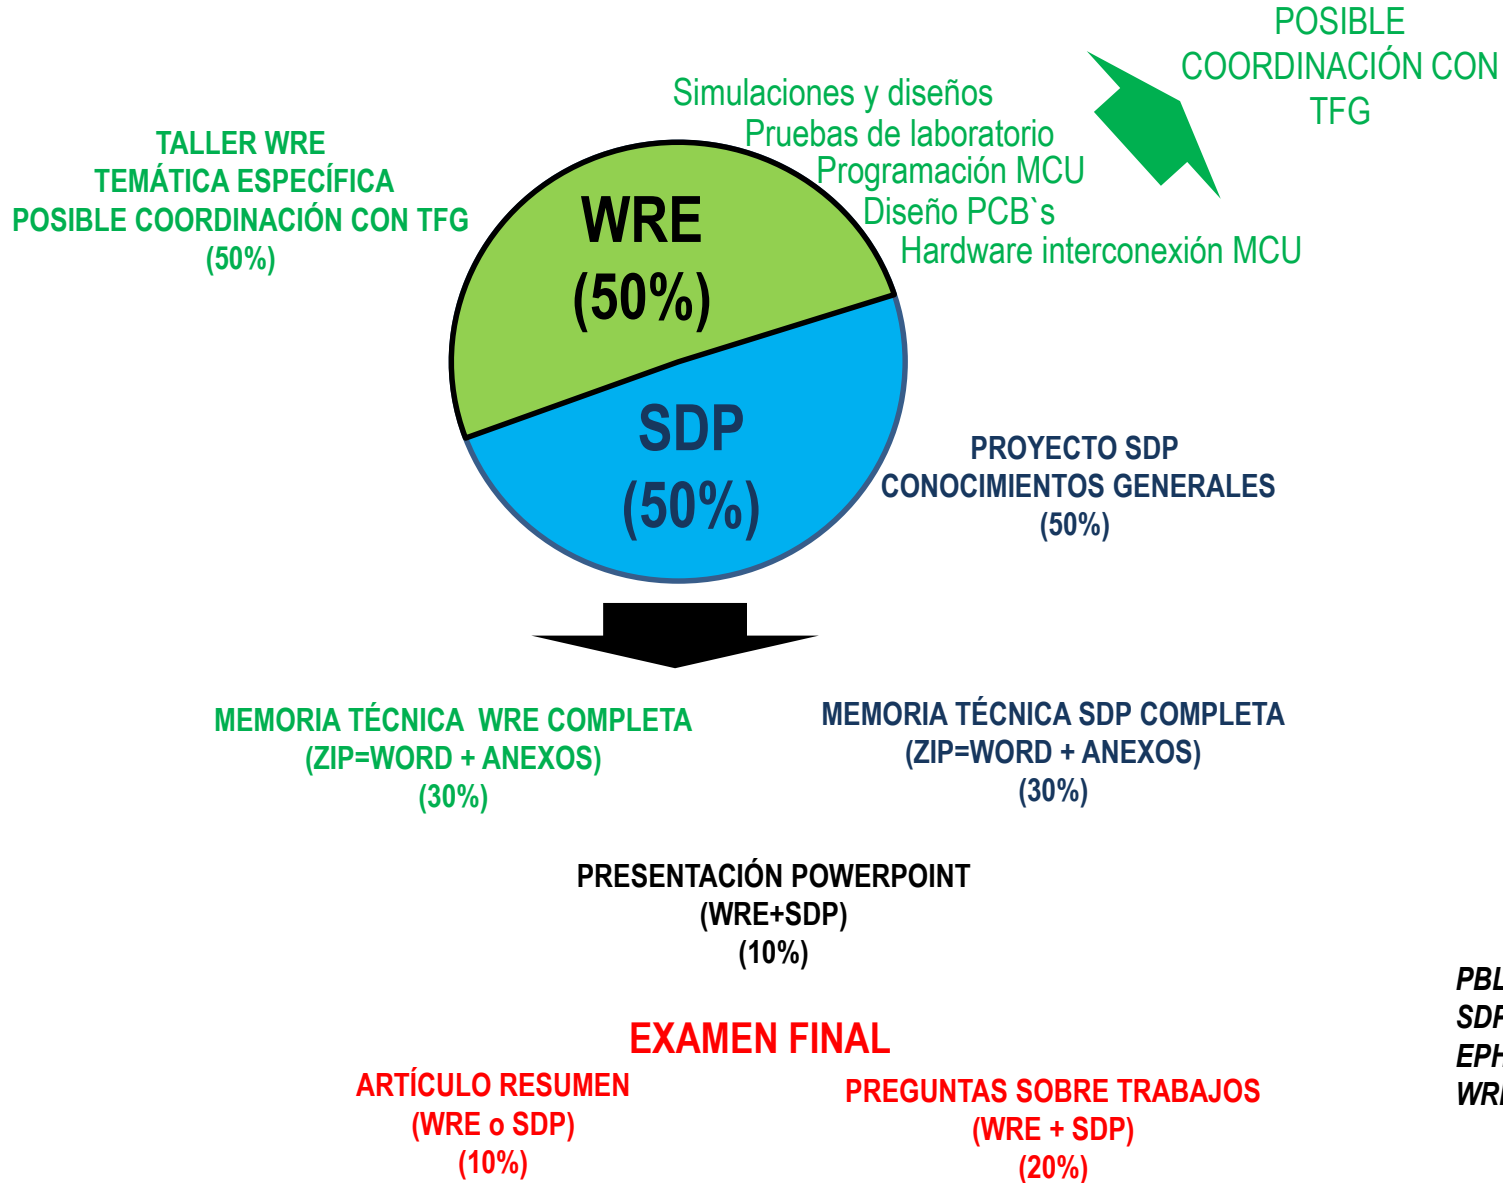 POSIBLE
COORDINACIÓN CON
TFG
Simulaciones y diseños
Pruebas de laboratorio
Programación MCU
Diseño PCB`s
Hardware interconexión MCU
TALLER WRE
TEMÁTICA ESPECÍFICA
POSIBLE COORDINACIÓN CON TFG
(50%)
WRE
(50%)
SDP
(50%)
PROYECTO SDP
CONOCIMIENTOS GENERALES
(50%)
MEMORIA TÉCNICA WRE COMPLETA
(ZIP=WORD + ANEXOS)
(30%)
MEMORIA TÉCNICA SDP COMPLETA
(ZIP=WORD + ANEXOS)
(30%)
PRESENTACIÓN POWERPOINT
(WRE+SDP)
(10%)
EXAMEN FINAL
ARTÍCULO RESUMEN
(WRE o SDP)
(10%)
PREGUNTAS SOBRE TRABAJOS
(WRE + SDP)
(20%)